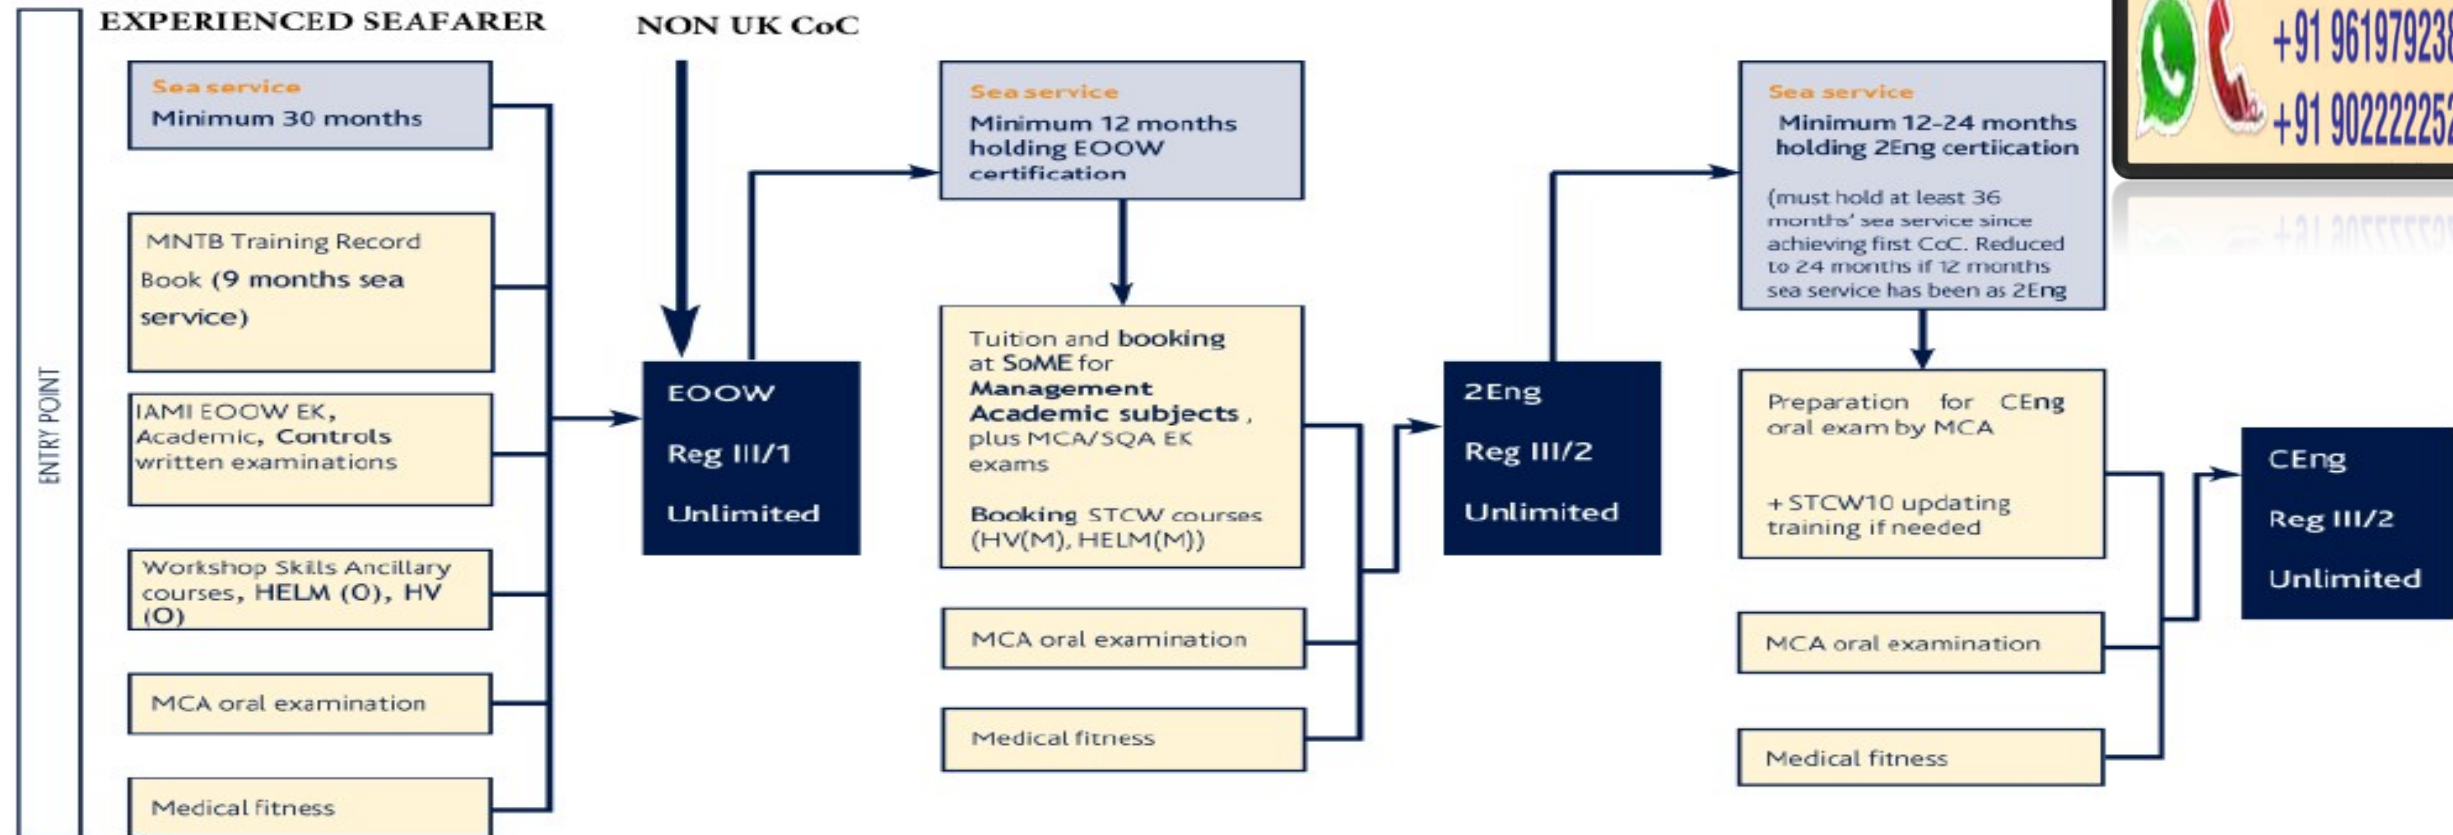 EXPERIENCED SEAFARER
NON UK CoC
ENTRY POINT
Sea service
Minimum 30 months
MNTB Training Record
Book (9 months sea
service)
IAMI EOOW EK,
Academic, Controls
written examinations
Workshop Skills Ancillary
courses, HELM (O), HV
(O)
MCA oral examination
Medical fitness
EOOW
Reg III/1
Unlimited
Sea service
Minimum 12 months
holding EOOW
certification
Tuition and booking
at SoME for
Management
Academic subjects ,
plus MCA/SQA EK
exams
Booking STCW courses
(HV(M), HELM(M))
MCA oral examination
Medical fitness
2Eng
Reg III/2
Unlimited
Sea service
Minimum 12-24 months
holding 2Eng certiication
(must hold at least 36
months' sea service since
achieving first CoC. Reduced
to 24 months if 12 months
sea service has been as 2Eng
Preparation for CEng
oral exam by MCA
+ STCW10 updating
training if needed
MCA oral examination
Medical fitness
CEng
Reg III/2
Unlimited
+91 961979238
+91 902222252